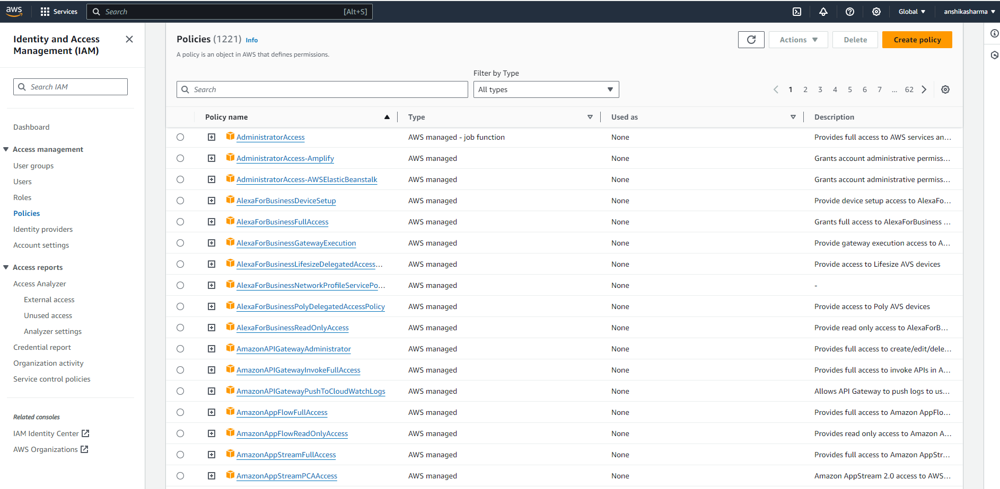 aws Services Search [Alt+S] Global anshikasharma
Identity and Access
Management (IAM)
Search IAM
Dashboard
Access management
User groups
Users
Roles
Policies
Identity providers
Account settings
Access reports
Access Analyzer
External access
Unused access
Analyzer settings
Credential report
Organization activity
Service control policies
Related consoles
IAM Identity Center
AWS Organizations
Policies (1221) Info
A policy is an object in AWS that defines permissions.
Actions Delete Create policy
Filter by Type
Search All types 1 2 3 4 5 6 7 ... 62
Policy name Type Used as Description
AdministratorAccess AWS managed - job function None Provides full access to AWS services an...
AdministratorAccess-Amplify AWS managed None Grants account administrative permiss...
AdministratorAccess-AWSElasticBeanstalk AWS managed None Grants account administrative permiss...
AlexaForBusinessDeviceSetup AWS managed None Provide device setup access to AlexaFo...
AlexaForBusinessFullAccess AWS managed None Grants full access to AlexaForBusiness ...
AlexaForBusinessGatewayExecution AWS managed None Provide gateway execution access to A...
AlexaForBusinessLifesizeDelegatedAccess... AWS managed None Provide access to Lifesize AVS devices
AlexaForBusinessNetworkProfileServicePo... AWS managed None -
AlexaForBusinessPolyDelegatedAccessPolicy AWS managed None Provide access to Poly AVS devices
AlexaForBusinessReadOnlyAccess AWS managed None Provide read only access to AlexaForB...
AmazonAPIGatewayAdministrator AWS managed None Provides full access to create/edit/dele...
AmazonAPIGatewayInvokeFullAccess AWS managed None Provides full access to invoke APIs in A...
AmazonAPIGatewayPushToCloudWatchLogs AWS managed None Allows API Gateway to push logs to us...
AmazonAppFlowFullAccess AWS managed None Provides full access to Amazon AppFlo...
AmazonAppFlowReadOnlyAccess AWS managed None Provides read only access to Amazon A...
AmazonAppStreamFullAccess AWS managed None Provides full access to Amazon AppStr...
AmazonAppStreamPCAAccess AWS managed None Amazon AppStream 2.0 access to AWS...